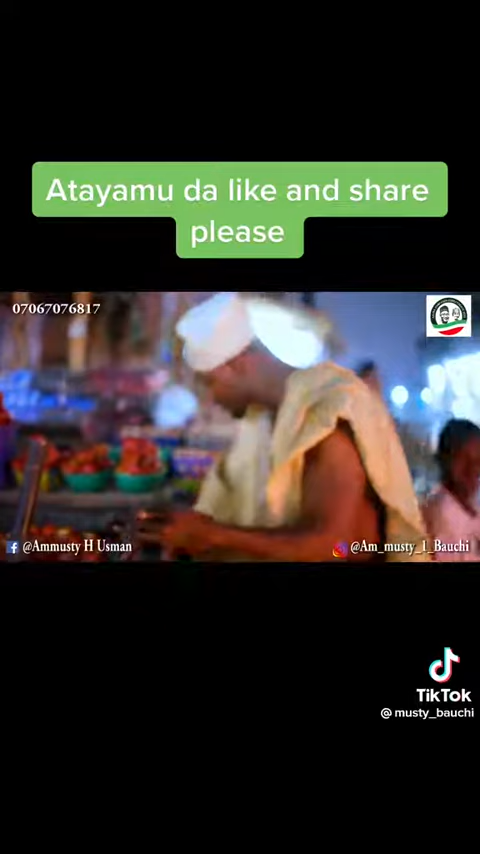 Atayamu da like and share
please
07067076817
@Ammusty H Usman
@Am_musty_1_Bauchi
TikTok
@musty_bauchi